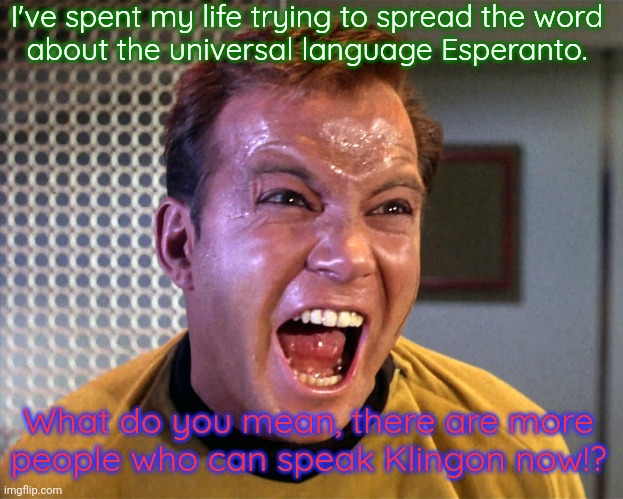 I've spent my life trying to spread the word
about the universal language Esperanto.
What do you mean, there are more
people who can speak Klingon now!?
imgflip.com